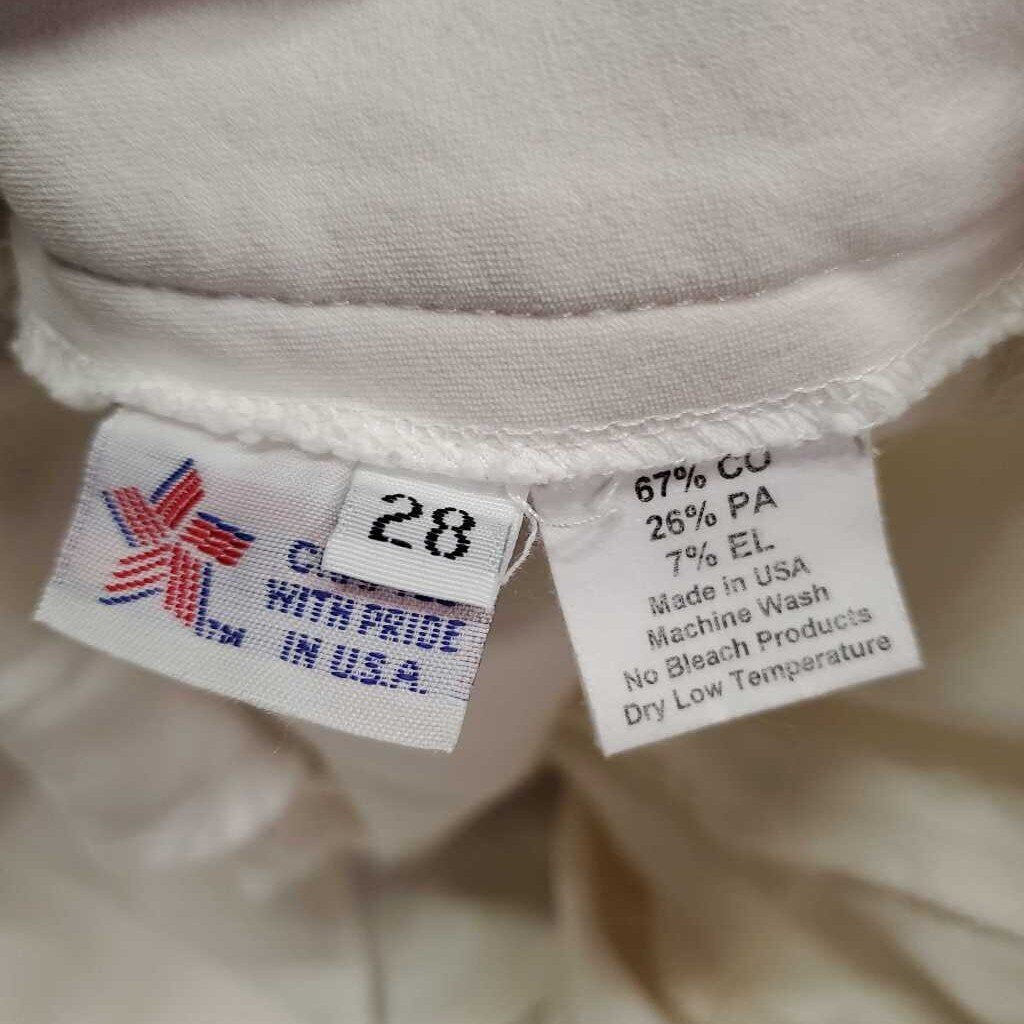 28
WITH PRIDE
IN U.S.A.
TM
67% CO
26% PA
7% EL
Made in USA
Machine Wash
No Bleach Products
Dry Low Temperature